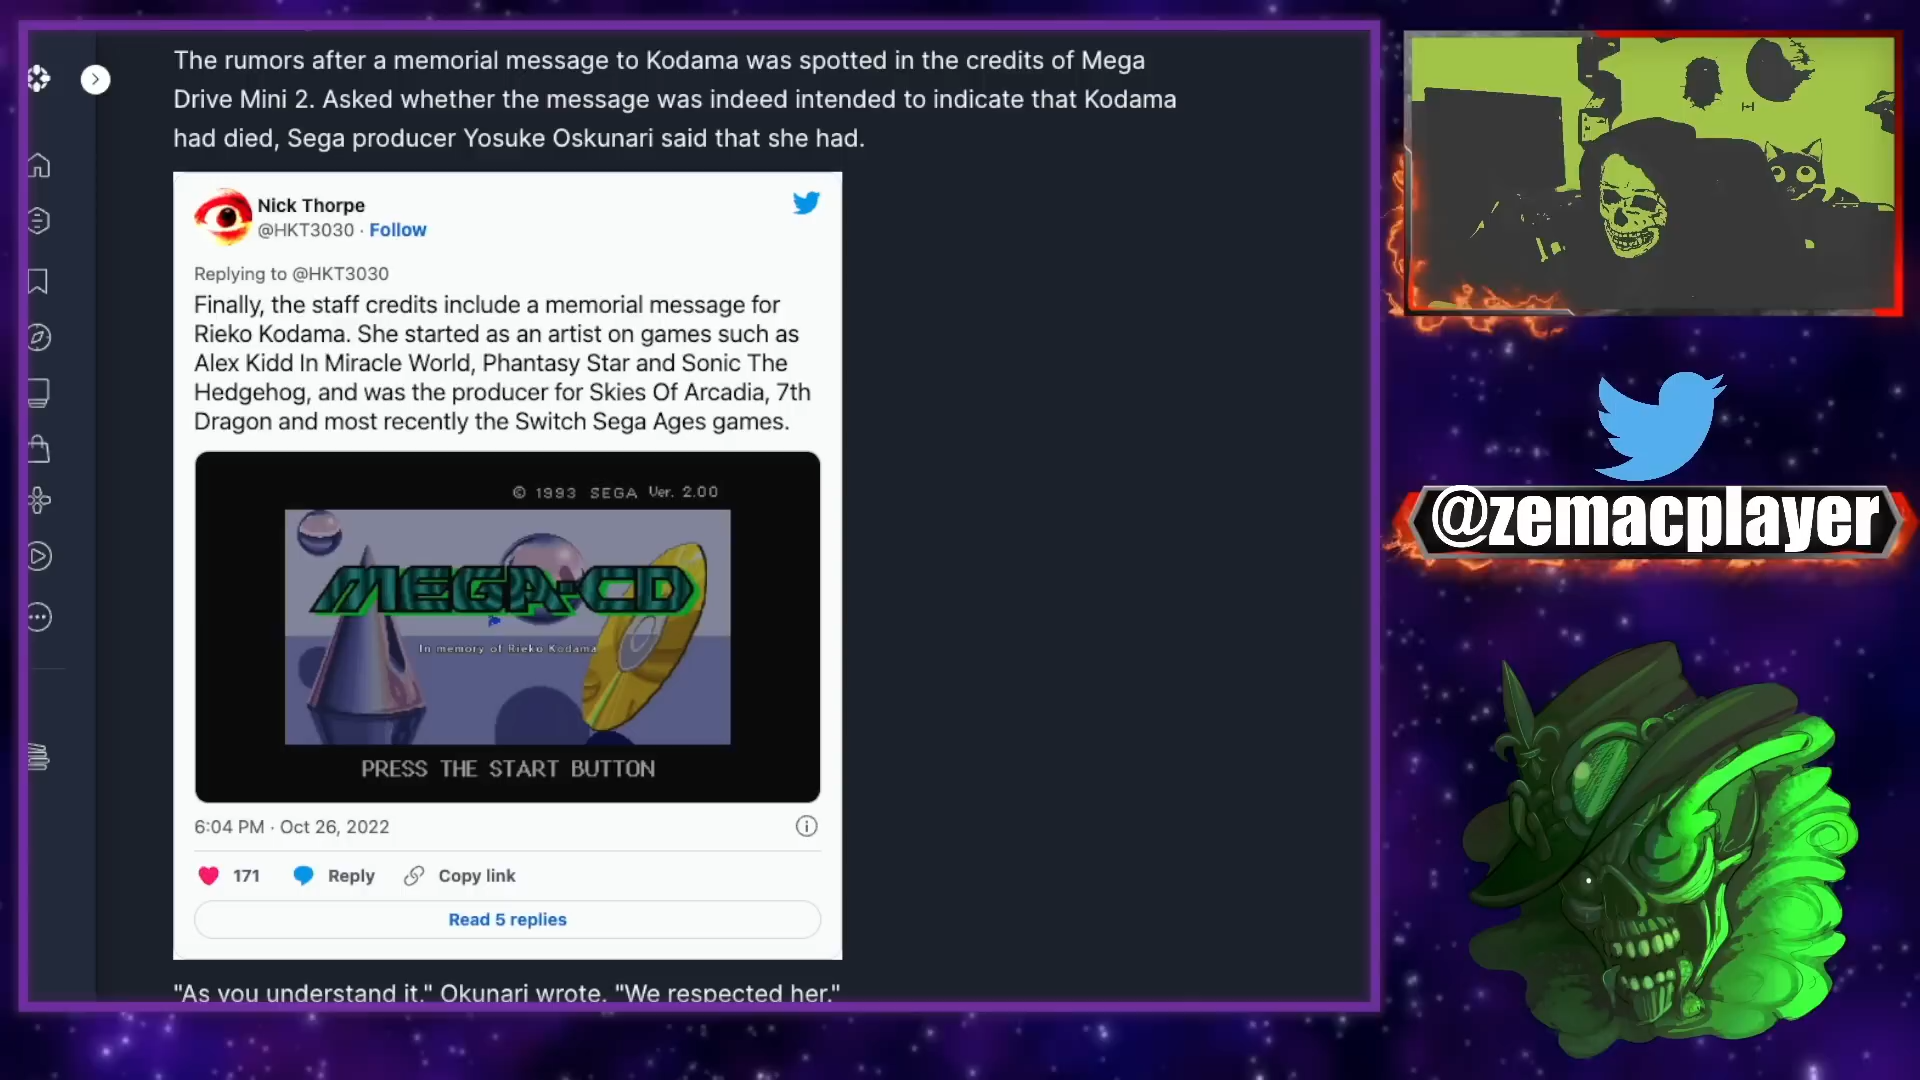 The rumors after a memorial message to Kodama was spotted in the credits of Mega
Drive Mini 2. Asked whether the message was indeed intended to indicate that Kodama
had died, Sega producer Yosuke Oskunari said that she had.
Nick Thorpe
@HKT3030 · Follow
Replying to @HKT3030
Finally, the staff credits include a memorial message for
Rieko Kodama. She started as an artist on games such as
Alex Kidd In Miracle World, Phantasy Star and Sonic The
Hedgehog, and was the producer for Skies Of Arcadia, 7th
Dragon and most recently the Switch Sega Ages games.
© 1993 SEGA Ver. 2.00
MEGA-CD
In memory of Rieko Kodama
PRESS THE START BUTTON
6:04 PM · Oct 26, 2022
171 Reply Copy link
Read 5 replies
"As you understand it," Okunari wrote. "We respected her."
@zemacplayer